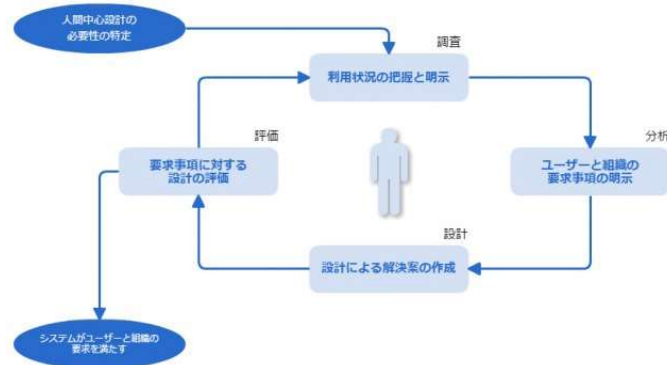 人間中心設計の
必要性の特定
調査
利用状況の把握と明示
評価
要求事項に対する
設計の評価
分析
ユーザーと組織の
要求事項の明示
設計
設計による解決案の作成
システムがユーザーと組織の
要求を満たす